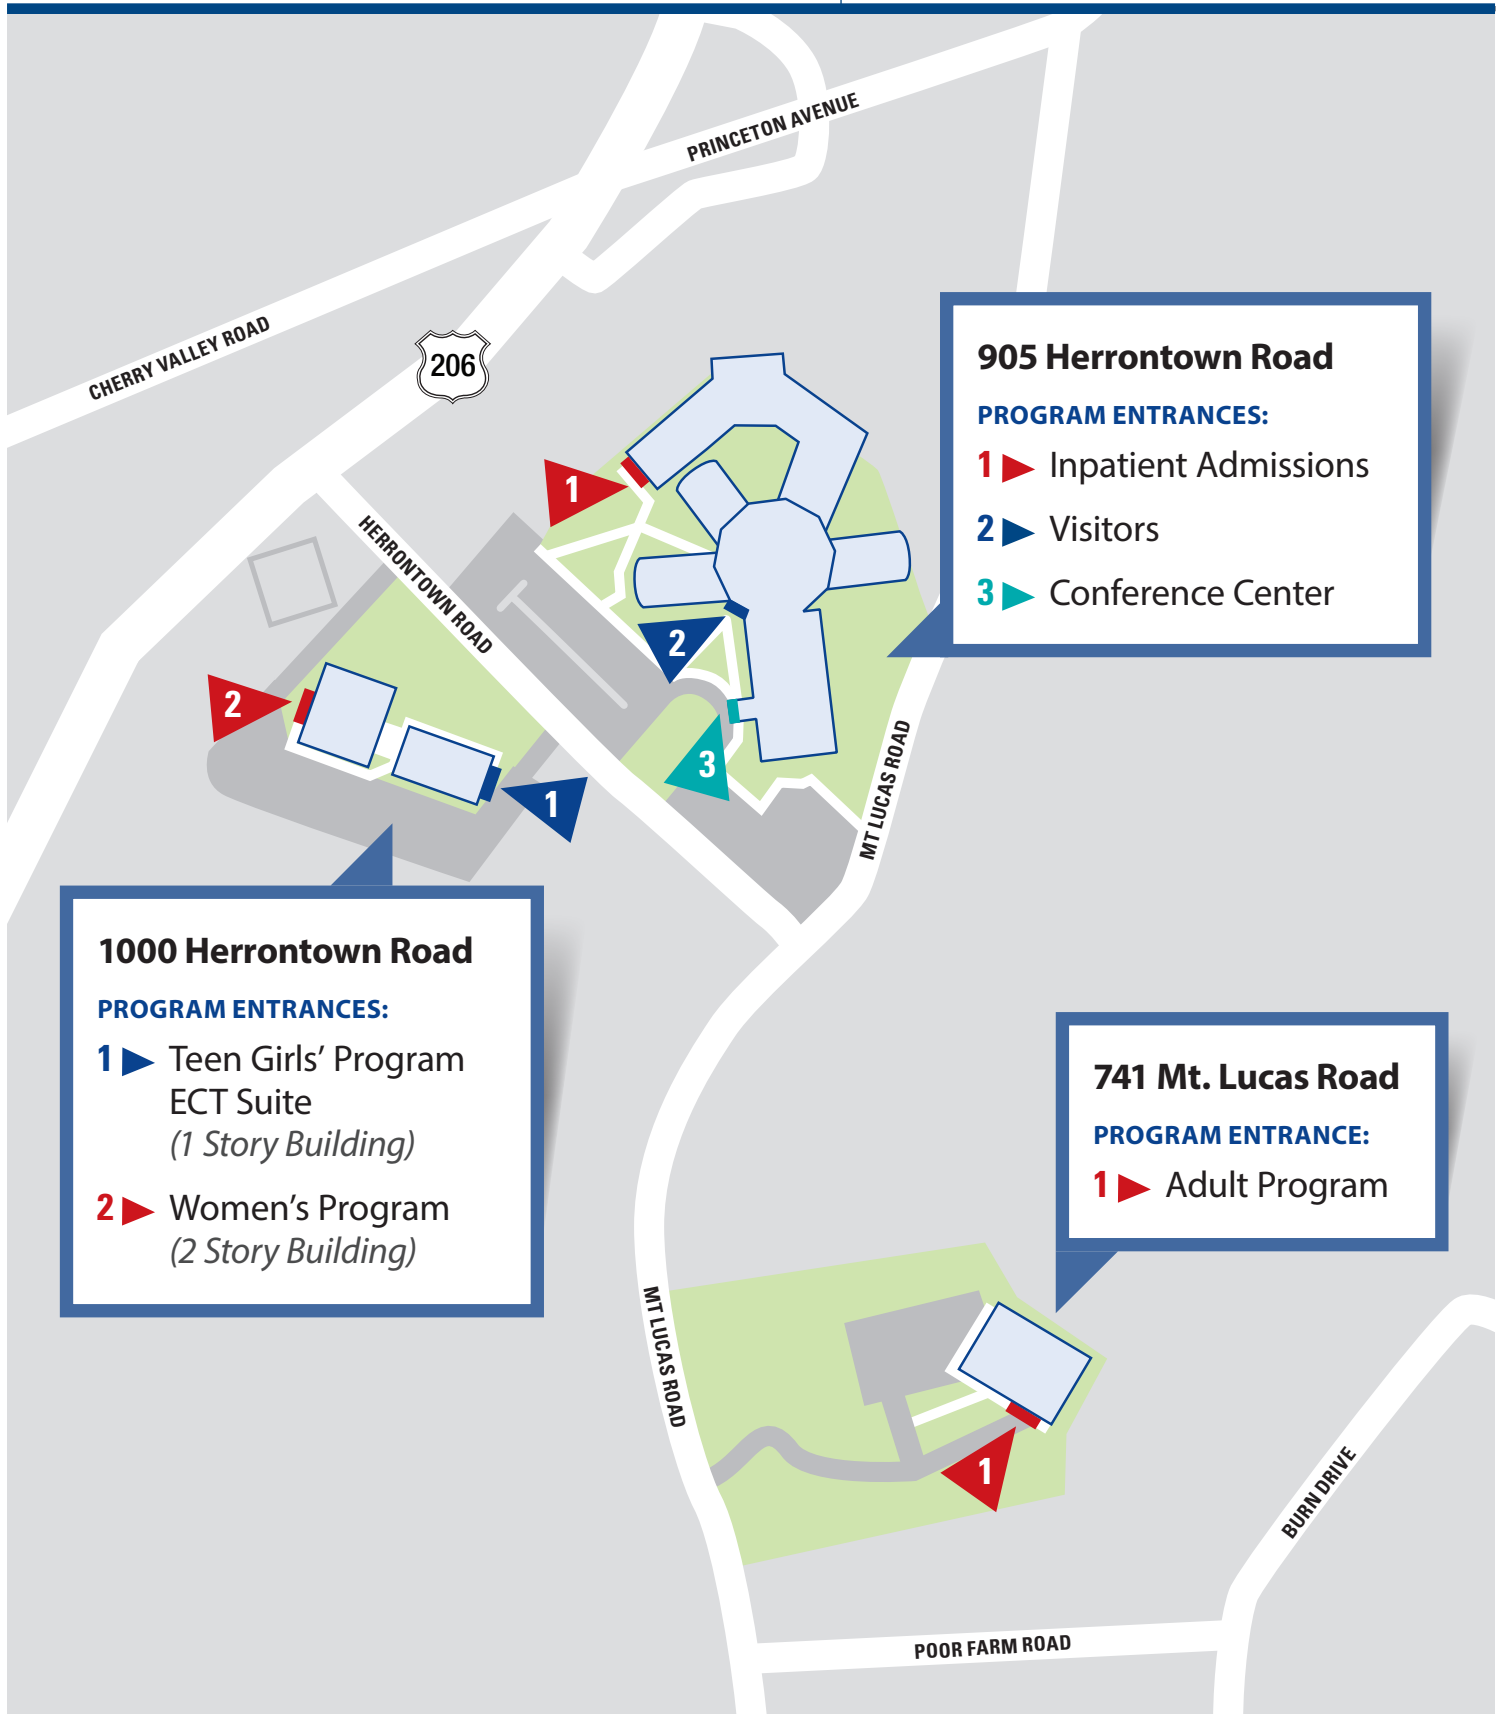 PRINCETON AVENUE
CHERRY VALLEY ROAD
206
905 Herrontown Road
PROGRAM ENTRANCES:
1 Inpatient Admissions
2 Visitors
3 Conference Center
1
HERRONTOWN ROAD
2
2
3
1
MT LUCAS ROAD
1000 Herrontown Road
PROGRAM ENTRANCES:
1 Teen Girls’ Program
ECT Suite
(1 Story Building)
2 Women’s Program
(2 Story Building)
741 Mt. Lucas Road
PROGRAM ENTRANCE:
1 Adult Program
MT LUCAS ROAD
1
BURN DRIVE
POOR FARM ROAD